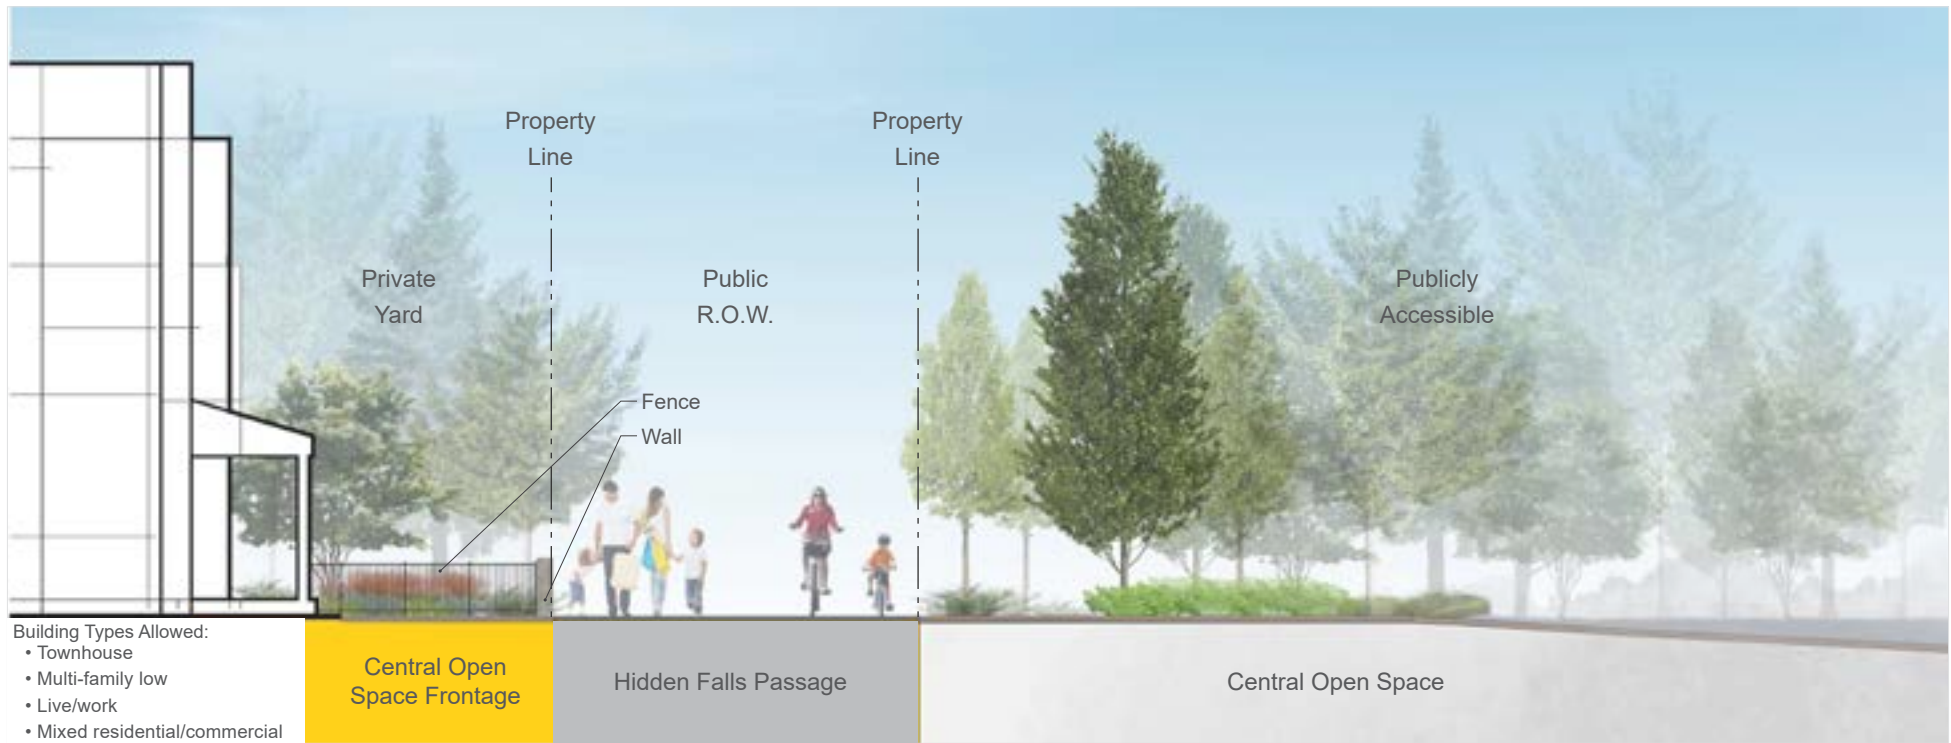 Property
Line
Property
Line
Private
Yard
Public
R.O.W.
Publicly
Accessible
Fence
Wall
Building Types Allowed:
• Townhouse
• Multi-family low
• Live/work
• Mixed residential/commercial
Central Open
Space Frontage
Hidden Falls Passage
Central Open Space